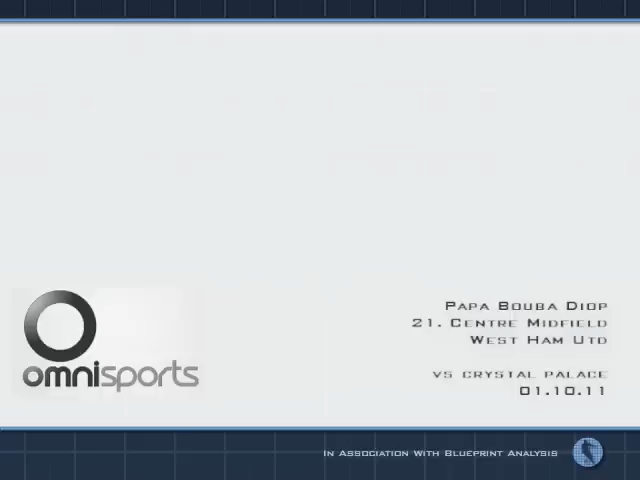 omnisports
Papa Bouba Diop
21. Centre Midfield
West Ham Utd
vs Crystal Palace
01.10.11
In Association With Blueprint Analysis